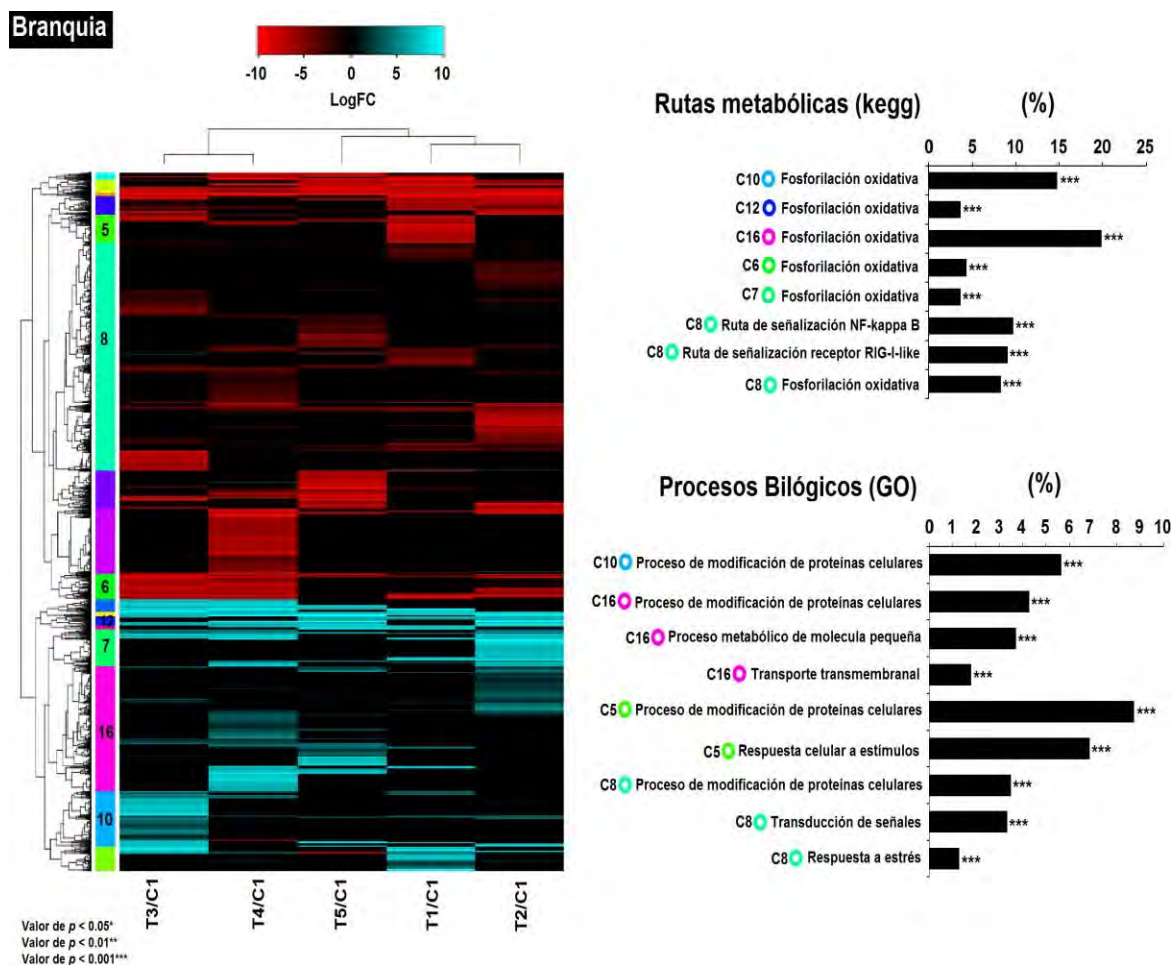 Branquia
-10 -5 0 5 10
LogFC
5
8
6
12
7
16
10
T3/C1
T4/C1
T5/C1
T1/C1
T2/C1
Valor de p < 0.05*
Valor de p < 0.01**
Valor de p < 0.001***
Rutas metabólicas (kegg) (%)
0 5 10 15 20 25
C10 Fosforilación oxidativa ***
C12 Fosforilación oxidativa ***
C16 Fosforilación oxidativa ***
C6 Fosforilación oxidativa ***
C7 Fosforilación oxidativa ***
C8 Ruta de señalización NF-kappa B ***
C8 Ruta de señalización receptor RIG-I-like ***
C8 Fosforilación oxidativa ***
Procesos Bilógicos (GO) (%)
0 1 2 3 4 5 6 7 8 9 10
C10 Proceso de modificación de proteínas celulares ***
C16 Proceso de modificación de proteínas celulares ***
C16 Proceso metabólico de molecula pequeña ***
C16 Transporte transmembranal ***
C5 Proceso de modificación de proteínas celulares ***
C5 Respuesta celular a estímulos ***
C8 Proceso de modificación de proteínas celulares ***
C8 Transducción de señales ***
C8 Respuesta a estrés ***